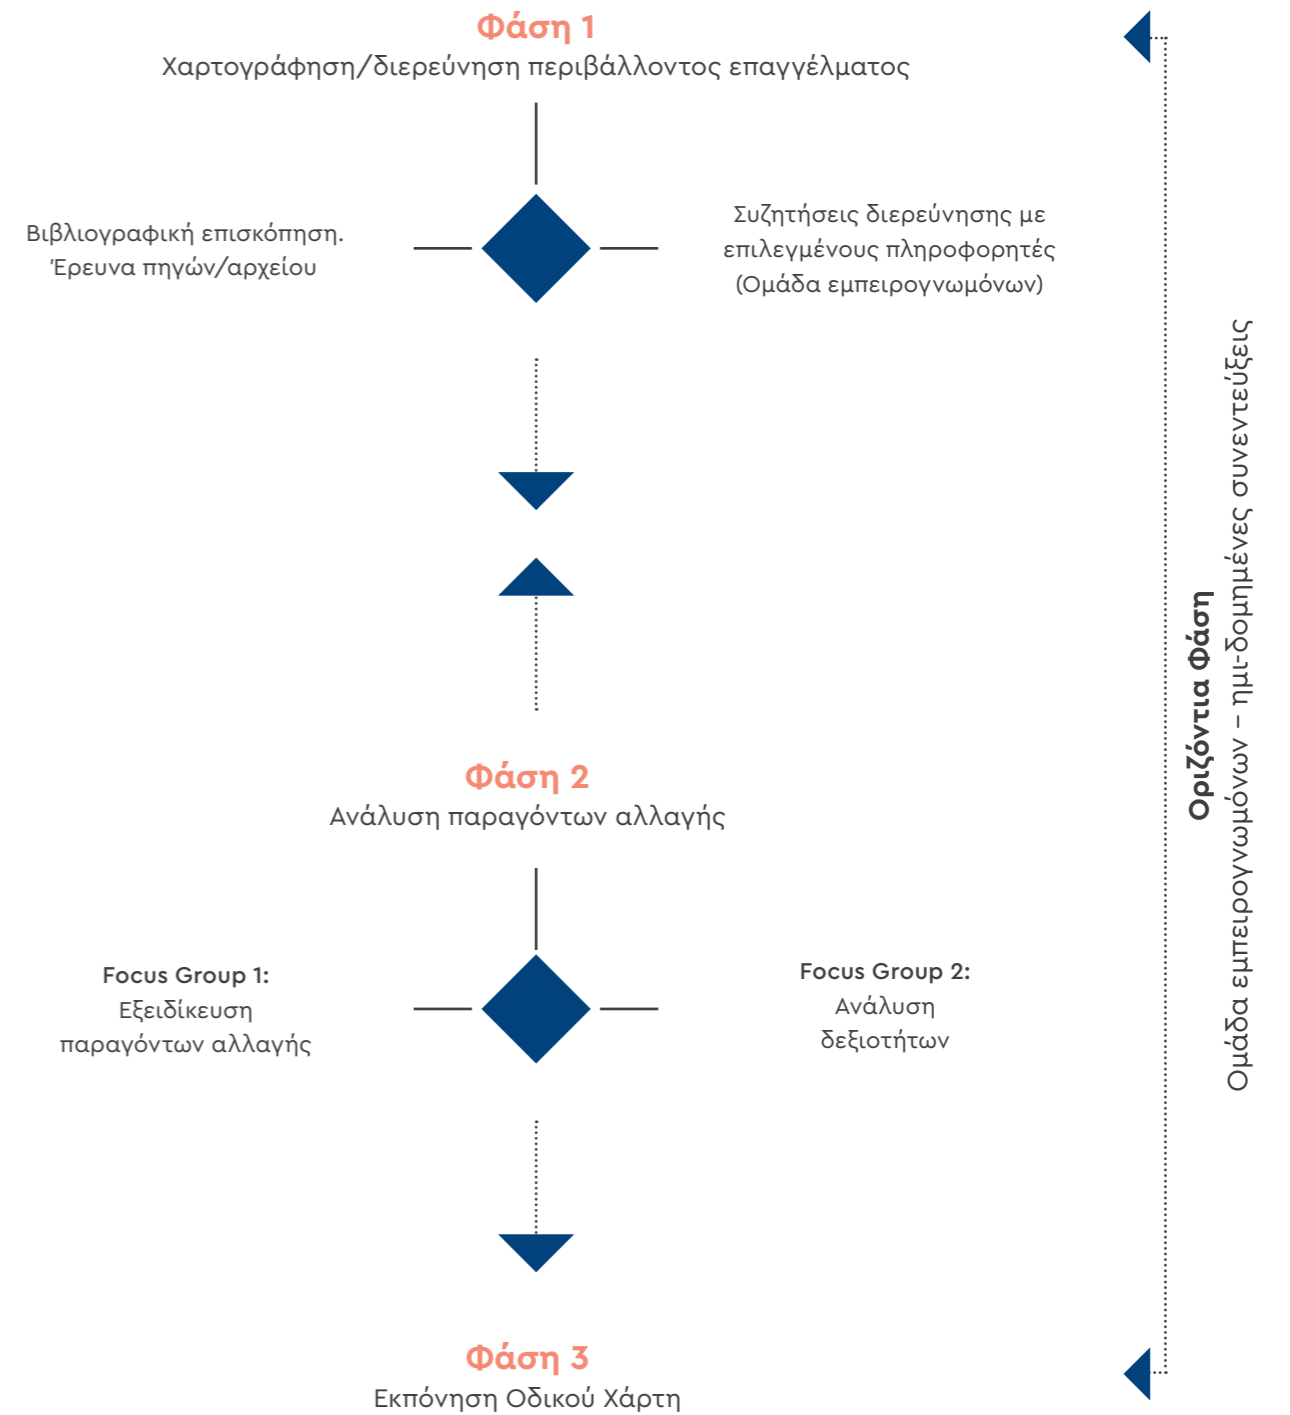 Φάση 1
Χαρτογράφηση/διερεύνηση περιβάλλοντος επαγγέλματος
Βιβλιογραφική επισκόπηση.
Έρευνα πηγών/αρχείου
Συζητήσεις διερεύνησης με
επιλεγμένους πληροφορητές
(Ομάδα εμπειρογνωμόνων)
Φάση 2
Ανάλυση παραγόντων αλλαγής
Focus Group 1:
Εξειδίκευση
παραγόντων αλλαγής
Focus Group 2:
Ανάλυση
δεξιοτήτων
Φάση 3
Εκπόνηση Οδικού Χάρτη
Οριζόντια Φάση
Ομάδα εμπειρογνωμόνων – ημι-δομημένες συνεντεύξεις